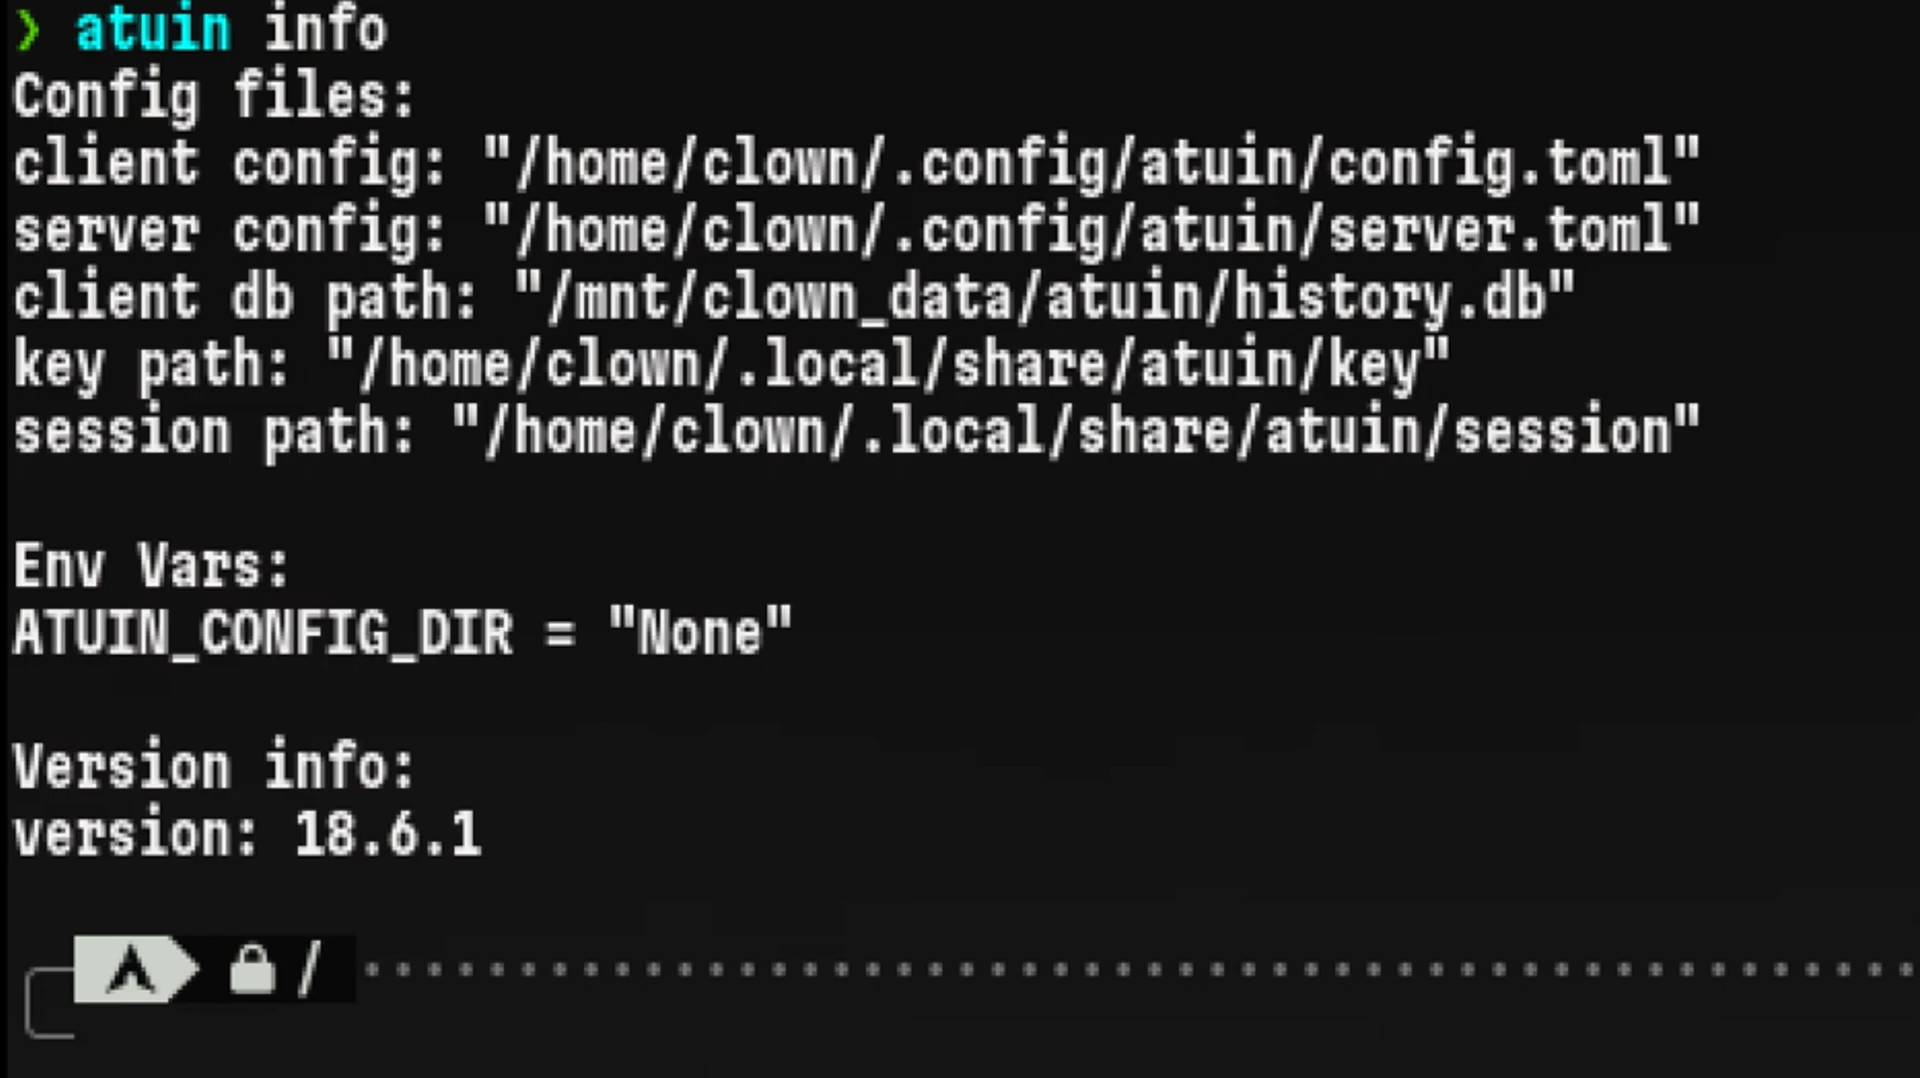 ❯ atuin info
Config files:
client config: "/home/clown/.config/atuin/config.toml"
server config: "/home/clown/.config/atuin/server.toml"
client db path: "/mnt/clown_data/atuin/history.db"
key path: "/home/clown/.local/share/atuin/key"
session path: "/home/clown/.local/share/atuin/session"
Env Vars:
ATUIN_CONFIG_DIR = "None"
Version info:
version: 18.6.1
/